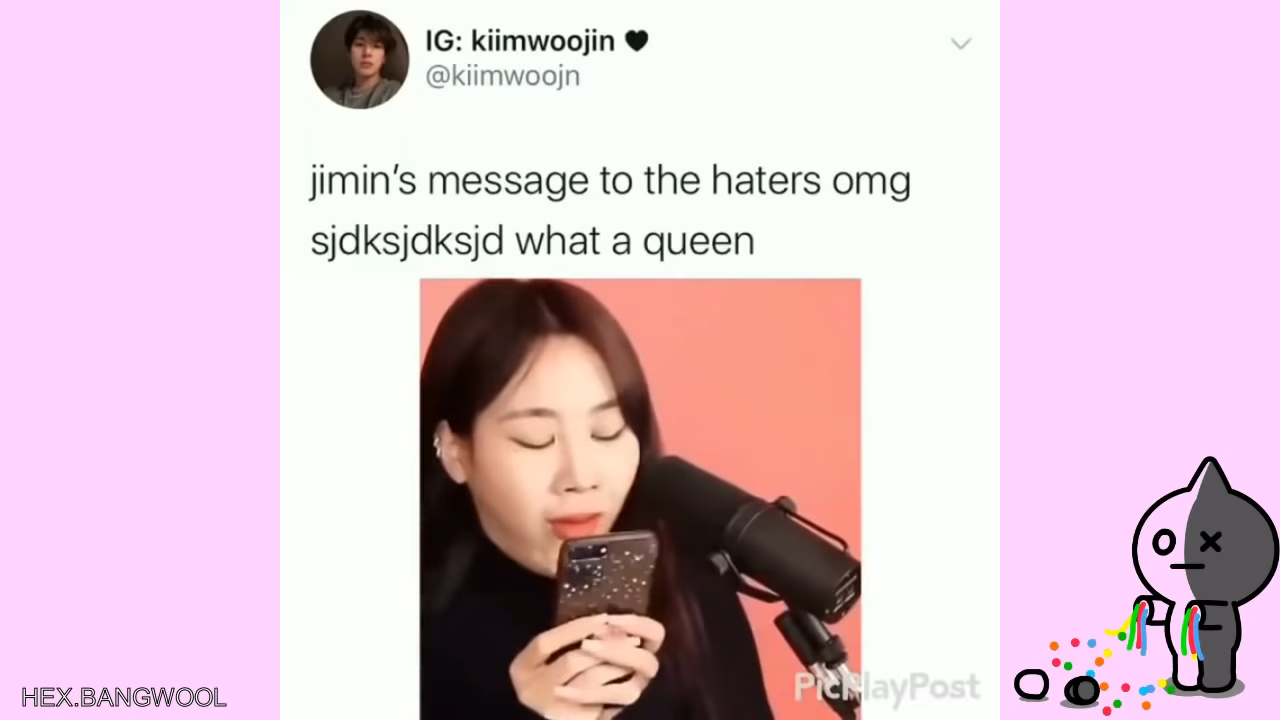 IG: kiimwoojin 🖤
@kiimwoojn
jimin's message to the haters omg
sjdksjdksjd what a queen
PicPlayPost
HEX.BANGWOOL